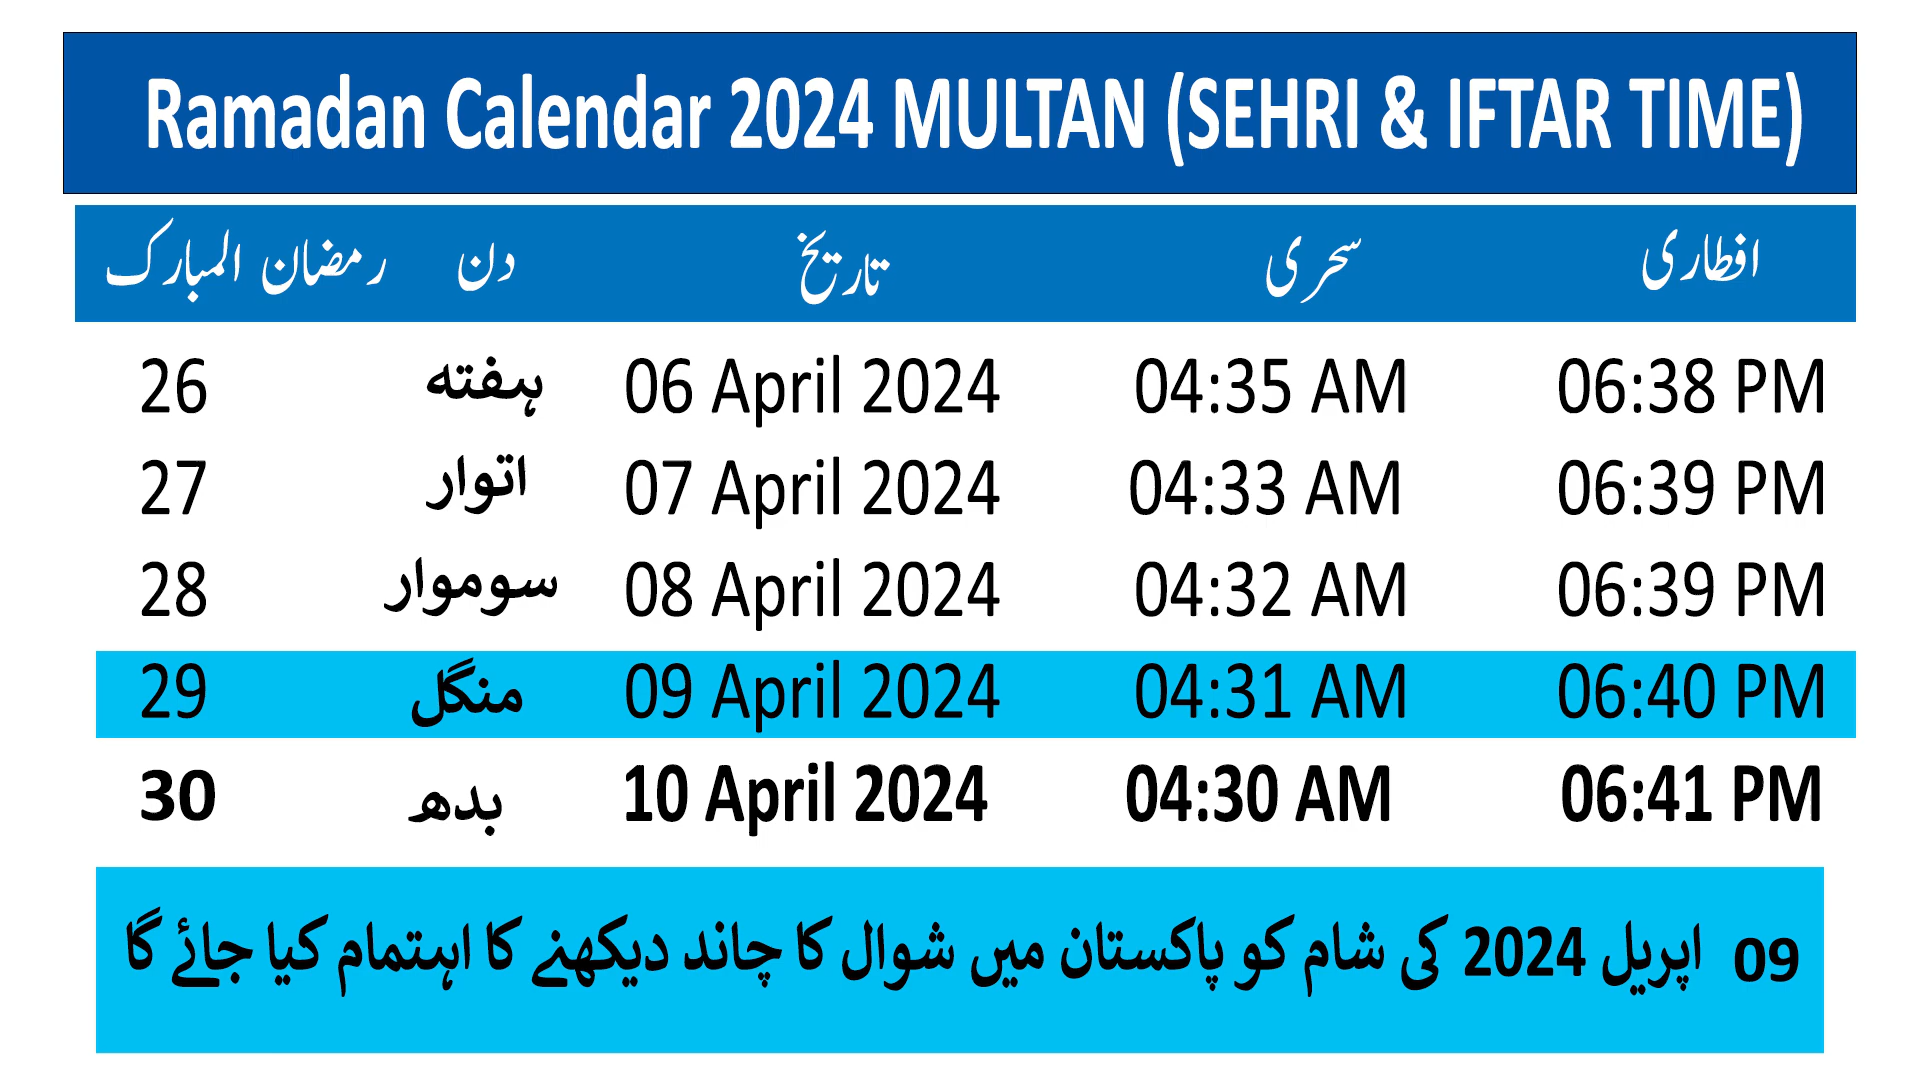 Ramadan Calendar 2024 MULTAN (SEHRI & IFTAR TIME)
رمضان المبارک دن تاریخ سحری افطاری
26 ہفتہ 06 April 2024 04:35 AM 06:38 PM
27 اتوار 07 April 2024 04:33 AM 06:39 PM
28 سوموار 08 April 2024 04:32 AM 06:39 PM
29 منگل 09 April 2024 04:31 AM 06:40 PM
30 بدھ 10 April 2024 04:30 AM 06:41 PM
09 اپریل 2024 کی شام کو پاکستان میں شوال کا چاند دیکھنے کا اہتمام کیا جائے گا